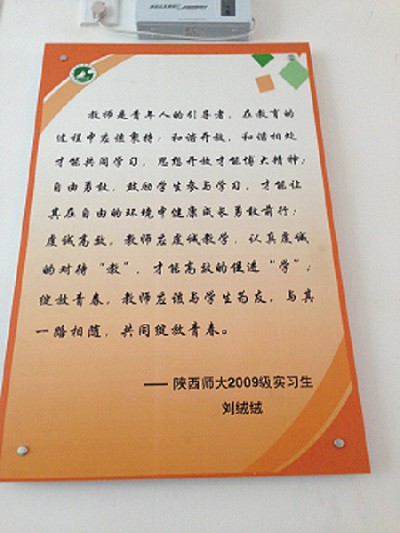 教师是青年人的引导者，在教育的
过程中应该秉持：和谐开放，和谐相处
才能共同学习，思想开放才能博大精神；
自由勇敢，鼓励学生参与学习，才能让
其在自由的环境中健康成长勇敢前行；
虔诚高效，教师应虔诚教学，认真虔诚
的对待“教”，才能高效的促进“学”；
绽放青春，教师应该与学生为友，与其
一路相随，共同绽放青春。
——陕西师大2009级实习生
刘绒绒